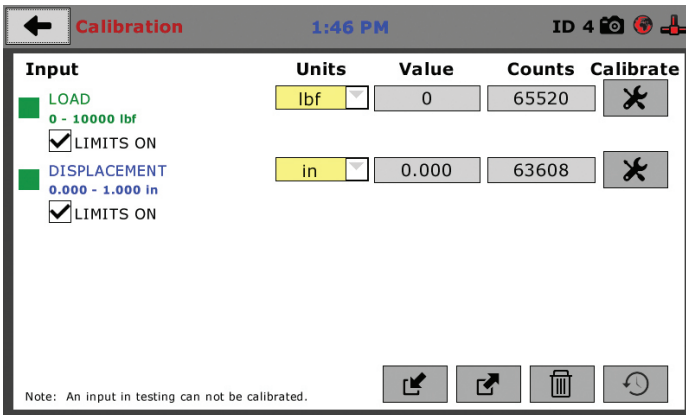 Calibration 1:46 PM ID 4
Input Units Value Counts Calibrate
LOAD lbf 0 65520
0 - 10000 lbf
LIMITS ON
DISPLACEMENT in 0.000 63608
0.000 - 1.000 in
LIMITS ON
Note: An input in testing can not be calibrated.